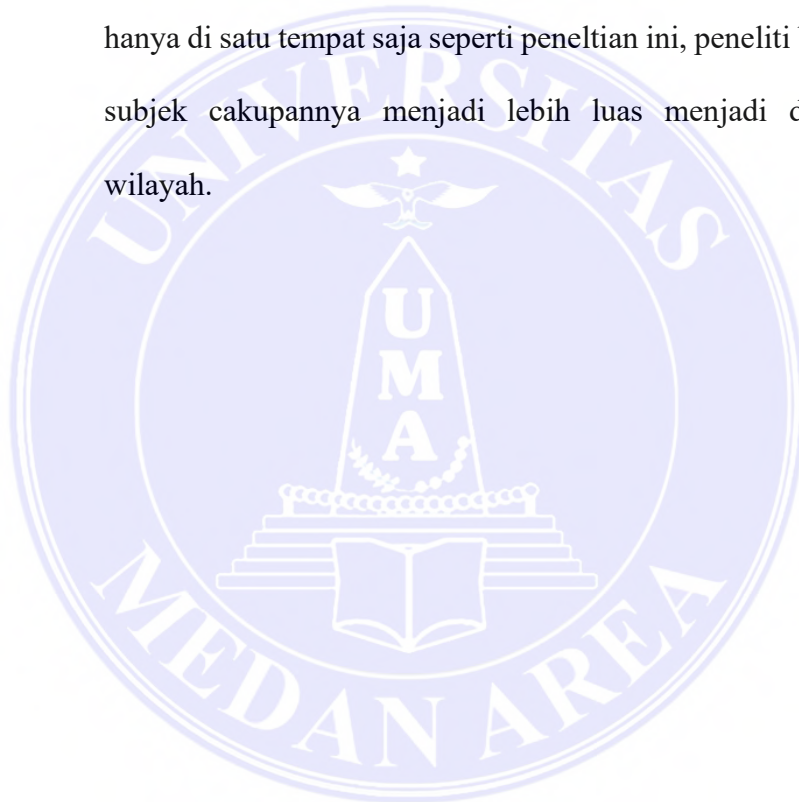 hanya di satu tempat saja seperti peneltian ini, peneliti
subjek cakupannya menjadi lebih luas menjadi
wilayah.
UNIVERSITAS
UMA
MEDAN AREA